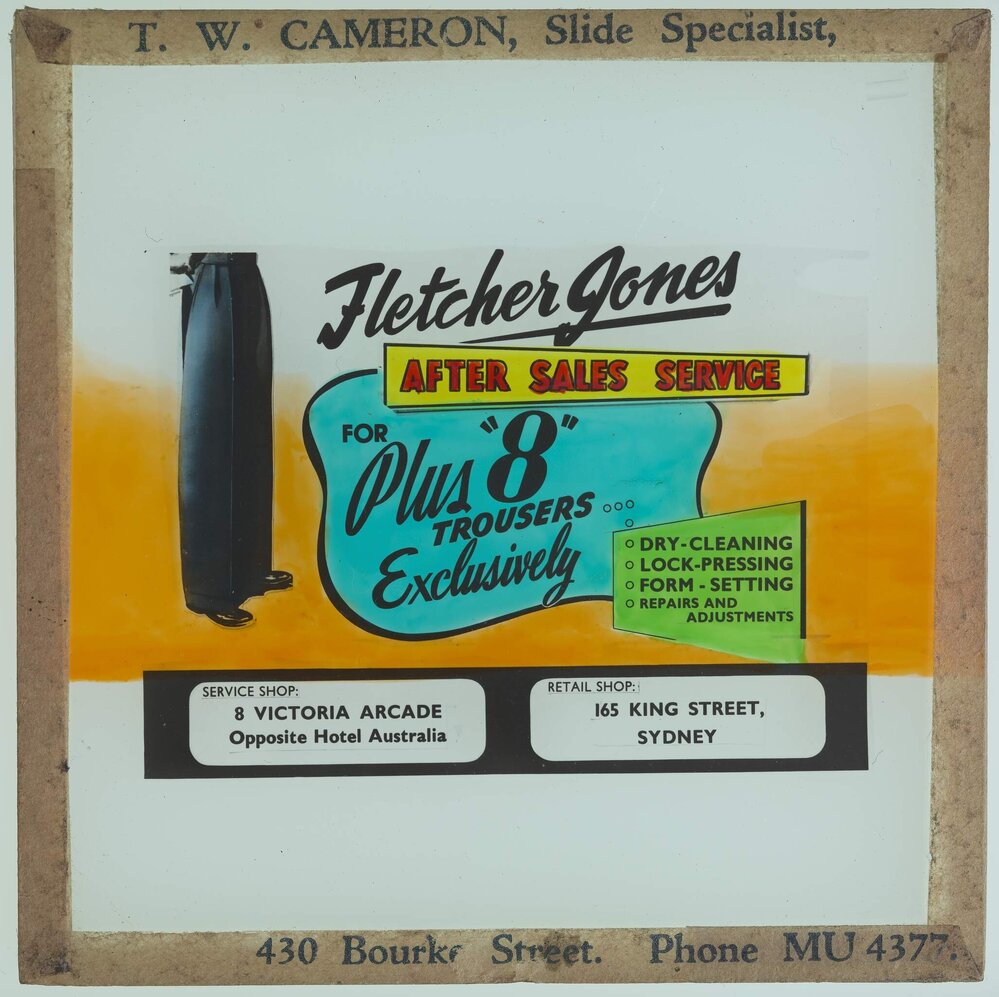 T. W. CAMERON, Slide Specialist,
Fletcher Jones
AFTER SALES SERVICE
FOR
Plus "8"
TROUSERS...
Exclusively
DRY-CLEANING
LOCK-PRESSING
FORM - SETTING
REPAIRS AND
ADJUSTMENTS
SERVICE SHOP:
8 VICTORIA ARCADE
Opposite Hotel Australia
RETAIL SHOP:
165 KING STREET,
SYDNEY
430 Bourke Street. Phone MU 4377.